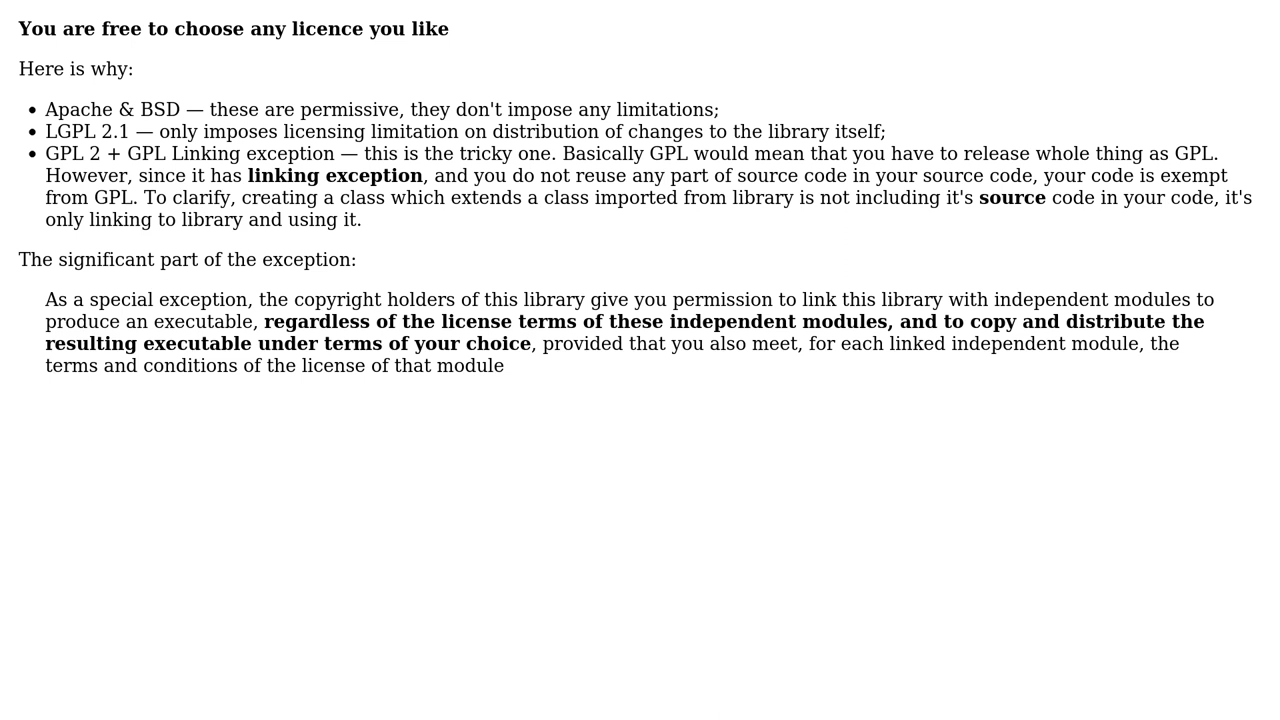 You are free to choose any licence you like
Here is why:
• Apache & BSD — these are permissive, they don't impose any limitations;
• LGPL 2.1 — only imposes licensing limitation on distribution of changes to the library itself;
• GPL 2 + GPL Linking exception — this is the tricky one. Basically GPL would mean that you have to release whole thing as GPL.
However, since it has linking exception, and you do not reuse any part of source code in your source code, your code is exempt
from GPL. To clarify, creating a class which extends a class imported from library is not including it's source code in your code, it's
only linking to library and using it.
The significant part of the exception:
As a special exception, the copyright holders of this library give you permission to link this library with independent modules to
produce an executable, regardless of the license terms of these independent modules, and to copy and distribute the
resulting executable under terms of your choice, provided that you also meet, for each linked independent module, the
terms and conditions of the license of that module